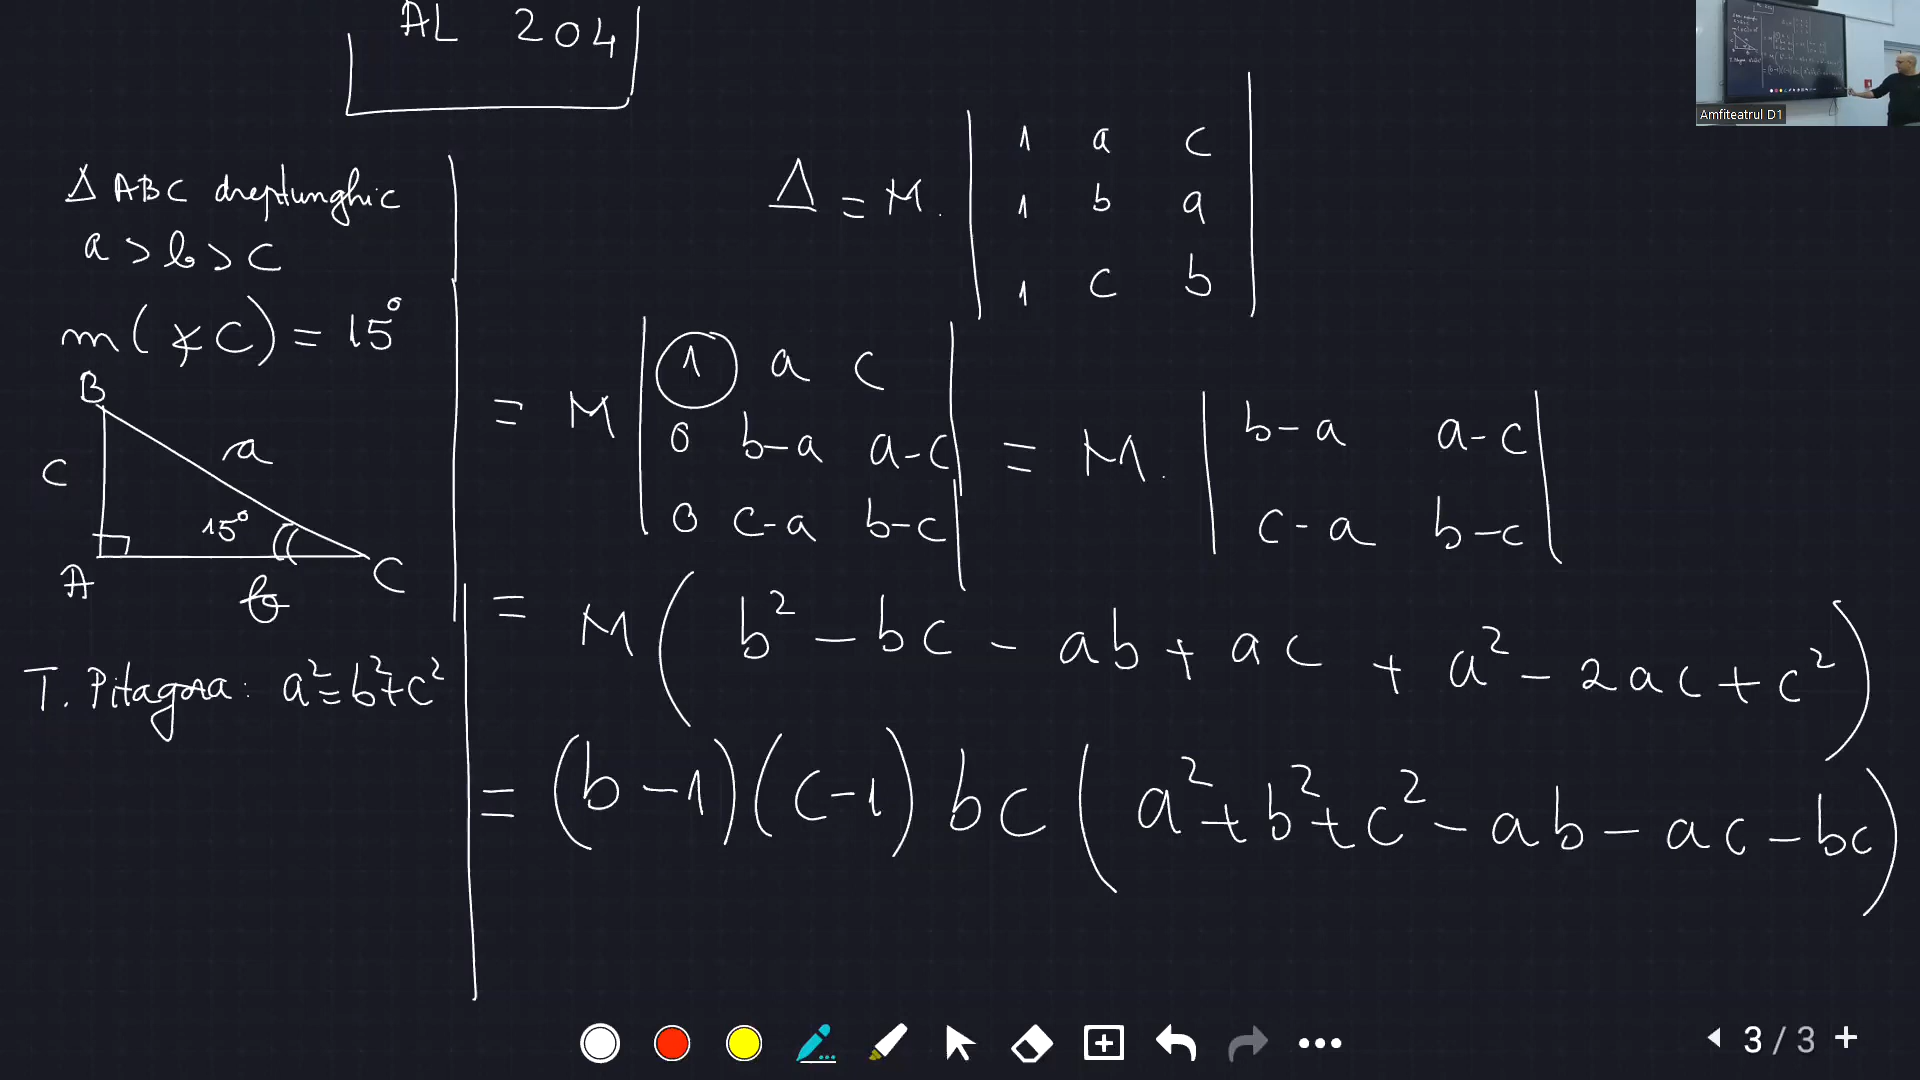 AL 204
Δ ABC dreptunghic
a > b > c
m(∢C) = 15°
B
a
c
15°
A
b
C
T. Pitagora: a²=b²+c²
Δ = M. | 1 a c |
| 1 b a |
| 1 c b |
= M | 1 a c | = M. | b-a a-c |
| 0 b-a a-c | | c-a b-c |
| 0 c-a b-c |
= M ( b² - bc - ab + ac + a² - 2ac + c² )
= (b-1)(c-1) bc ( a²+b²+c² - ab - ac - bc )
Amfiteatrul D1
3 / 3